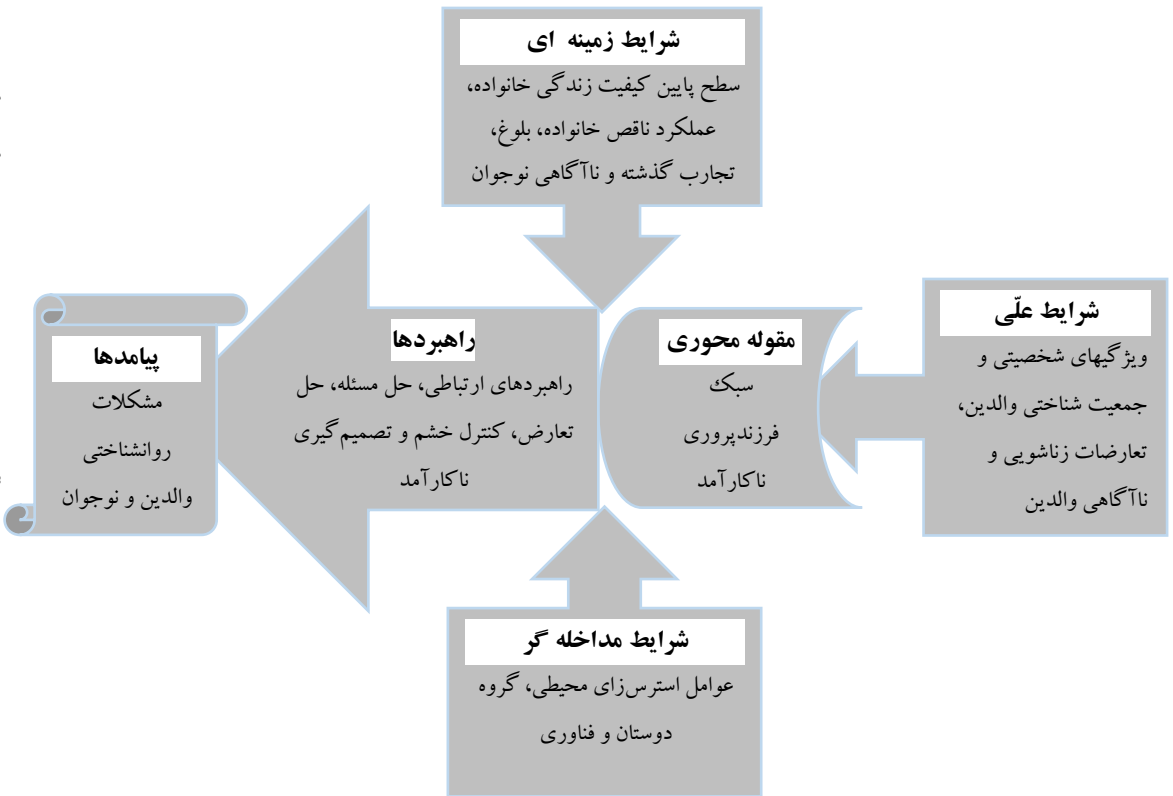 شرایط زمینه ای
سطح پایین کیفیت زندگی خانواده،
عملکرد ناقص خانواده، بلوغ،
تجارب گذشته و ناآگاهی نوجوان
شرایط علّی
ویژگیهای شخصیتی و
جمعیت شناختی والدین،
تعارضات زناشویی و
ناآگاهی والدین
مقوله محوری
سبک
فرزندپروری
ناکارآمد
راهبردها
راهبردهای ارتباطی، حل مسئله، حل
تعارض، کنترل خشم و تصمیم‌گیری
ناکارآمد
پیامدها
مشکلات
روانشناختی
والدین و نوجوان
شرایط مداخله گر
عوامل استرس‌زای محیطی، گروه
دوستان و فناوری